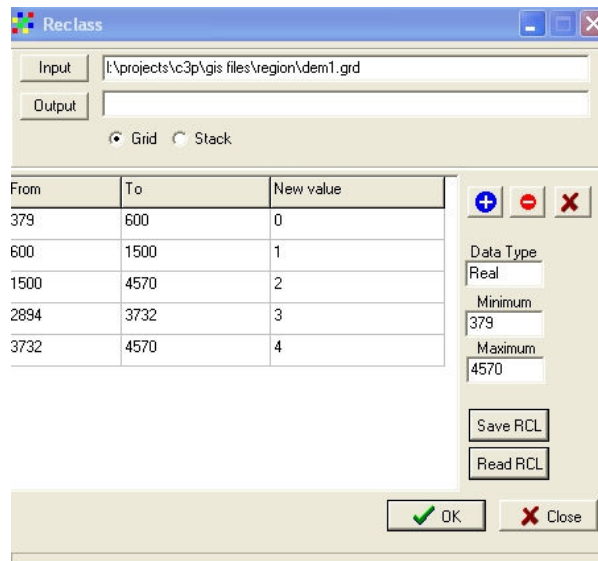 Reclass
Input I:\projects\c3p\gis files\region\dem1.grd
Output
Grid Stack
From To New value
379 600 0
600 1500 1
1500 4570 2
2894 3732 3
3732 4570 4
Data Type
Real
Minimum
379
Maximum
4570
Save RCL
Read RCL
OK Close